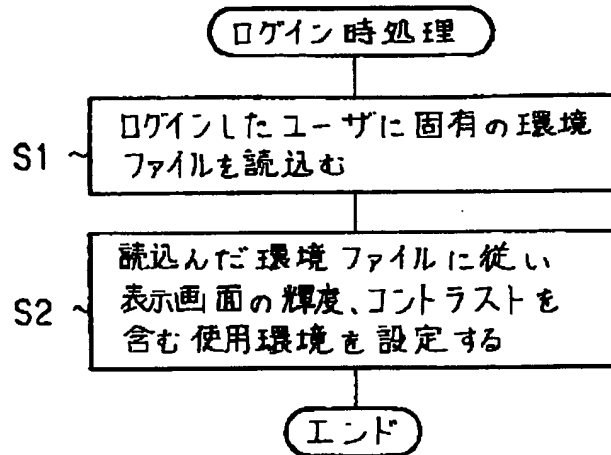 ログイン時処理
S1
ログインしたユーザに固有の環境
ファイルを読込む
S2
読込んだ環境ファイルに従い
表示画面の輝度、コントラストを
含む使用環境を設定する
エンド